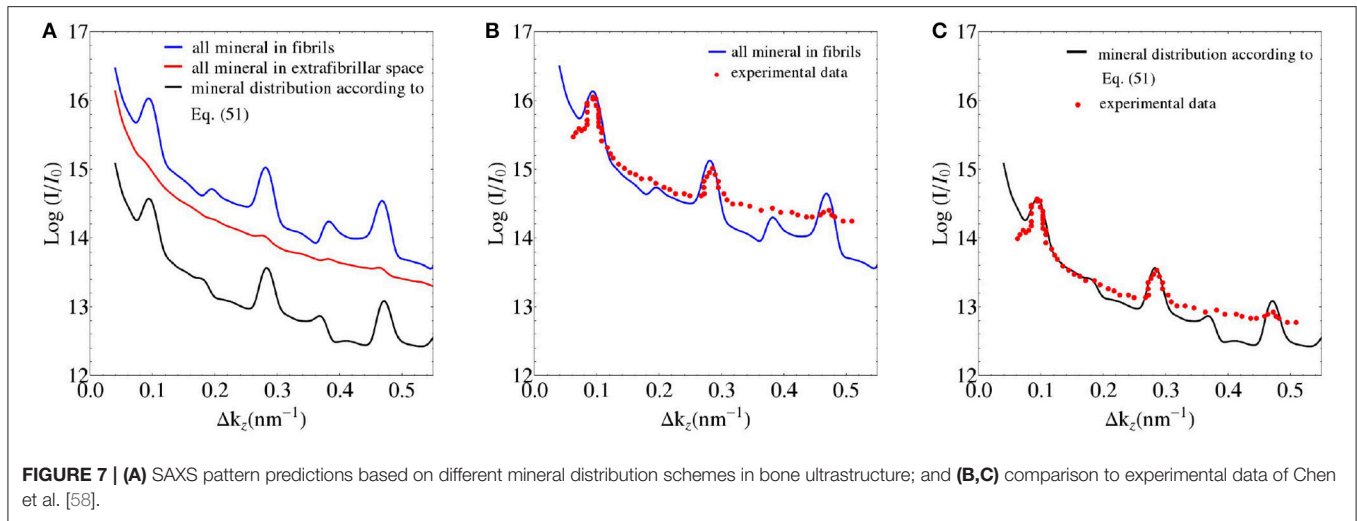 A
17
16
15
14
13
12
Log (I/I₀)
all mineral in fibrils
all mineral in extrafibrillar space
mineral distribution according to
Eq. (51)
0.0 0.1 0.2 0.3 0.4 0.5
Δk_z(nm⁻¹)
B
17
16
15
14
13
12
Log (I/I₀)
all mineral in fibrils
experimental data
0.0 0.1 0.2 0.3 0.4 0.5
Δk_z(nm⁻¹)
C
17
16
15
14
13
12
Log (I/I₀)
mineral distribution according to
Eq. (51)
experimental data
0.0 0.1 0.2 0.3 0.4 0.5
Δk_z(nm⁻¹)
FIGURE 7 | (A) SAXS pattern predictions based on different mineral distribution schemes in bone ultrastructure; and (B,C) comparison to experimental data of Chen
et al. [58].